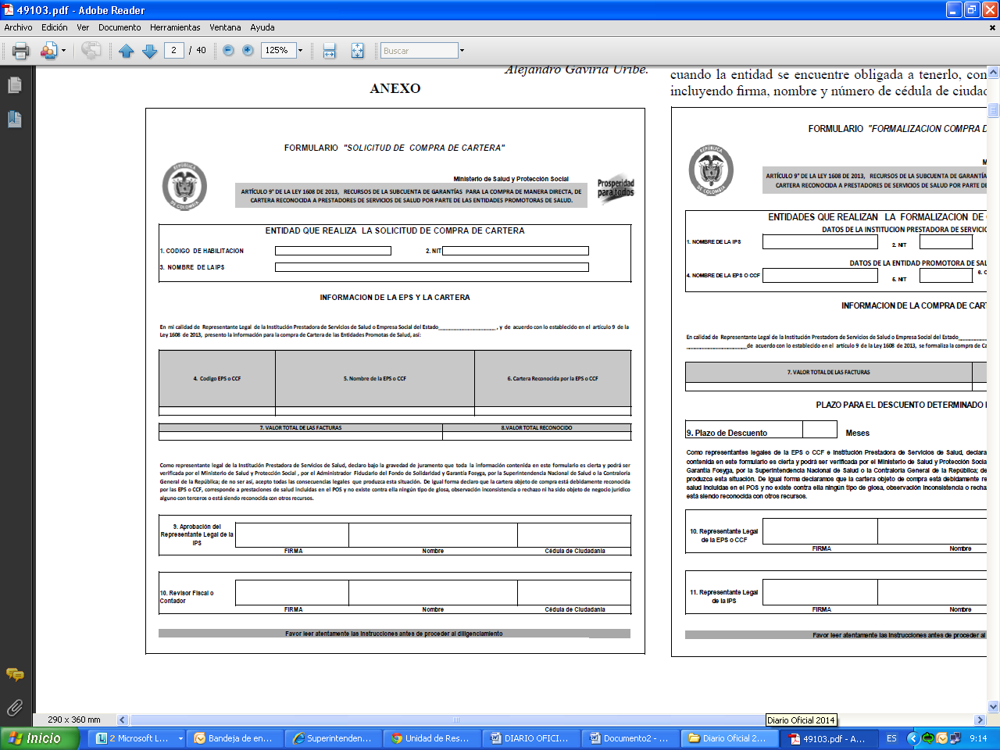 49103.pdf - Adobe Reader
Archivo Edición Ver Documento Herramientas Ventana Ayuda
2 / 40 125% Buscar
Alejandro Gaviria Uribe.
ANEXO
FORMULARIO "SOLICITUD DE COMPRA DE CARTERA"
REPÚBLICA
DE COLOMBIA
Ministerio de Salud y Protección Social
Prosperidad
para todos
ARTÍCULO 9° DE LA LEY 1608 DE 2013, RECURSOS DE LA SUBCUENTA DE GARANTÍAS PARA LA COMPRA DE MANERA DIRECTA, DE
CARTERA RECONOCIDA A PRESTADORES DE SERVICIOS DE SALUD POR PARTE DE LAS ENTIDADES PROMOTORAS DE SALUD.
ENTIDAD QUE REALIZA LA SOLICITUD DE COMPRA DE CARTERA
1. CODIGO DE HABILITACION 2. NIT
3. NOMBRE DE LA IPS
INFORMACION DE LA EPS Y LA CARTERA
En mi calidad de Representante Legal de la Institución Prestadora de Servicios de Salud o Empresa Social del Estado____________________, y de acuerdo con lo establecido en el artículo 9 de la
Ley 1608 de 2013, presento la información para la compra de Cartera de las Entidades Promotas de Salud, así:
4. Codigo EPS o CCF 5. Nombre de la EPS o CCF 6. Cartera Reconocida por la EPS o CCF
7. VALOR TOTAL DE LAS FACTURAS 8.VALOR TOTAL RECONOCIDO
Como representante legal de la Institución Prestadora de Servicios de Salud, declaro bajo la gravedad de juramento que toda la información contenida en este formulario es cierta y podrá ser
verificada por el Ministerio de Salud y Protección Social , por el Administrador Fiduciario del Fondo de Solidaridad y Garantía Fosyga, por la Superintendencia Nacional de Salud o la Contraloría
General de la República; de no ser así, acepto todas las consecuencias legales que produzca esta situación. De igual forma declaro que la cartera objeto de compra está debidamente reconocida
por las EPS o CCF, corresponde a prestaciones de salud incluidas en el POS y no existe contra ella ningún tipo de glosa, observación inconsistencia o rechazo ni ha sido objeto de negocio jurídico
alguno con terceros o está siendo reconocida con otros recursos.
9. Aprobación del
Representante Legal de la
IPS
FIRMA Nombre Cédula de Ciudadanía
10. Revisor Fiscal o
Contador
FIRMA Nombre Cédula de Ciudadanía
Favor leer atentamente las instrucciones antes de proceder al diligenciamiento
cuando la entidad se encuentre obligada a tenerlo, con
incluyendo firma, nombre y número de cédula de ciudad
FORMULARIO "FORMALIZACION COMPRA D
REPÚBLICA
DE COLOMBIA
ARTÍCULO 9° DE LA LEY 1608 DE 2013, RECURSOS DE LA SUBCUENTA DE GARANTÍAS
CARTERA RECONOCIDA A PRESTADORES DE SERVICIOS DE SALUD POR PARTE DE
ENTIDADES QUE REALIZAN LA FORMALIZACION DE
DATOS DE LA INSTITUCION PRESTADORA DE SERVIC
1. NOMBRE DE LA IPS 2. NIT
DATOS DE LA ENTIDAD PROMOTORA DE SAL
4. NOMBRE DE LA EPS O CCF 5. NIT 6. C
INFORMACION DE LA COMPRA DE CART
En calidad de Representante Legal de la Institución Prestadora de Servicios de Salud o Empresa Social del Estado
____________________de acuerdo con lo establecido en el artículo 9 de la Ley 1608 de 2013, se formaliza la compra de Ca
7. VALOR TOTAL DE LAS FACTURAS
PLAZO PARA EL DESCUENTO DETERMINADO
9. Plazo de Descuento Meses
Como representantes legales de la EPS o CCF e Institución Prestadora de Servicios de Salud, declara
contenida en este formulario es cierta y podrá ser verificada por el Ministerio de Salud y Protección Socia
Garantía Fosyga, por la Superintendencia Nacional de Salud o la Contraloría General de la República; de
produzca esta situación. De igual forma declaramos que la cartera objeto de compra está debidamente re
salud incluidas en el POS y no existe contra ella ningún tipo de glosa, observación inconsistencia o recha
está siendo reconocida con otros recursos.
10. Representante Legal
de la EPS o CCF
FIRMA Nombre
11. Representante Legal
de la IPS
FIRMA Nombre
Favor leer atentamente las instrucciones antes de proceder al
290 x 360 mm
Diario Oficial 2014
Inicio 2 Microsoft L... Bandeja de en... Superintenden... Unidad de Res... DIARIO OFICI... Documento2 - ... Diario Oficial 2... 49103.pdf - A... ES 9:14